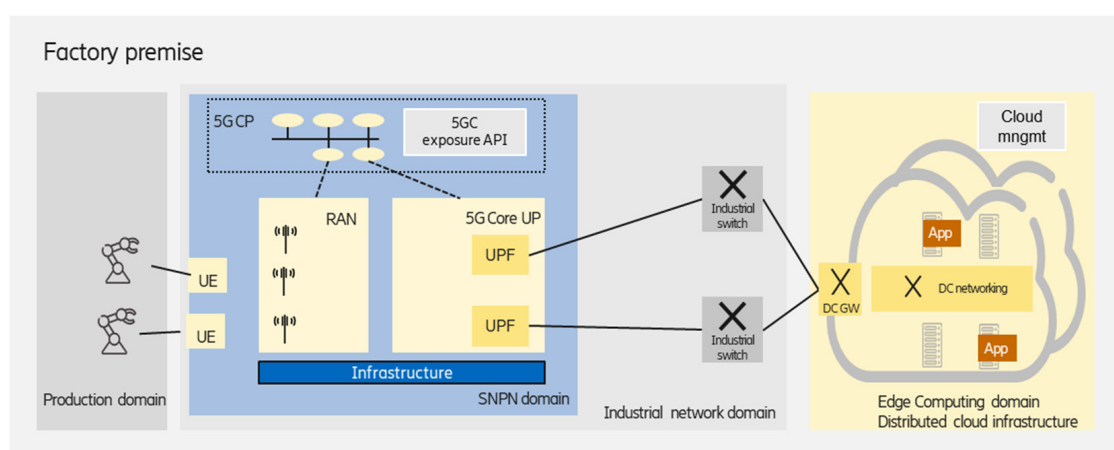 Factory premise
5G CP
5GC
exposure API
RAN
5G Core UP
UPF
UPF
UE
UE
Infrastructure
SNPN domain
Production domain
Industrial
switch
Industrial
switch
Industrial network domain
Cloud
mngmt
App
DC GW
DC networking
App
Edge Computing domain
Distributed cloud infrastructure